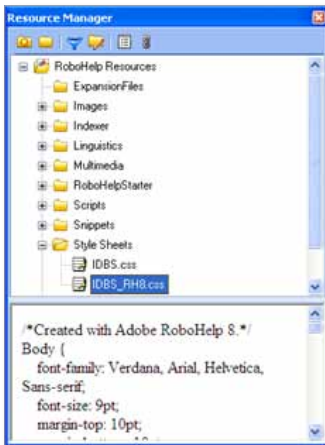 Resource Manager
RoboHelp Resources
ExpansionFiles
Images
Indexer
Linguistics
Multimedia
RoboHelpStarter
Scripts
Snippets
Style Sheets
IDBS.css
IDBS_RH8.css
/*Created with Adobe RoboHelp 8.*/
Body {
font-family: Verdana, Arial, Helvetica,
Sans-serif;
font-size: 9pt;
margin-top: 10pt;